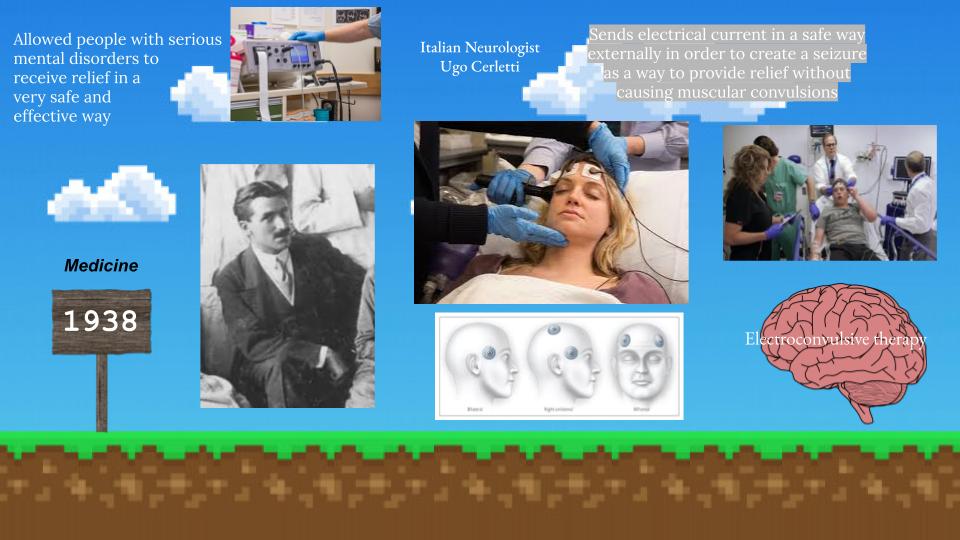 Allowed people with serious
mental disorders to
receive relief in a
very safe and
effective way
Italian Neurologist
Ugo Cerletti
Sends electrical current in a safe way
externally in order to create a seizure
as a way to provide relief without
causing muscular convulsions
Medicine
1938
Bilateral
Right unilateral
Bifrontal
Electroconvulsive therapy